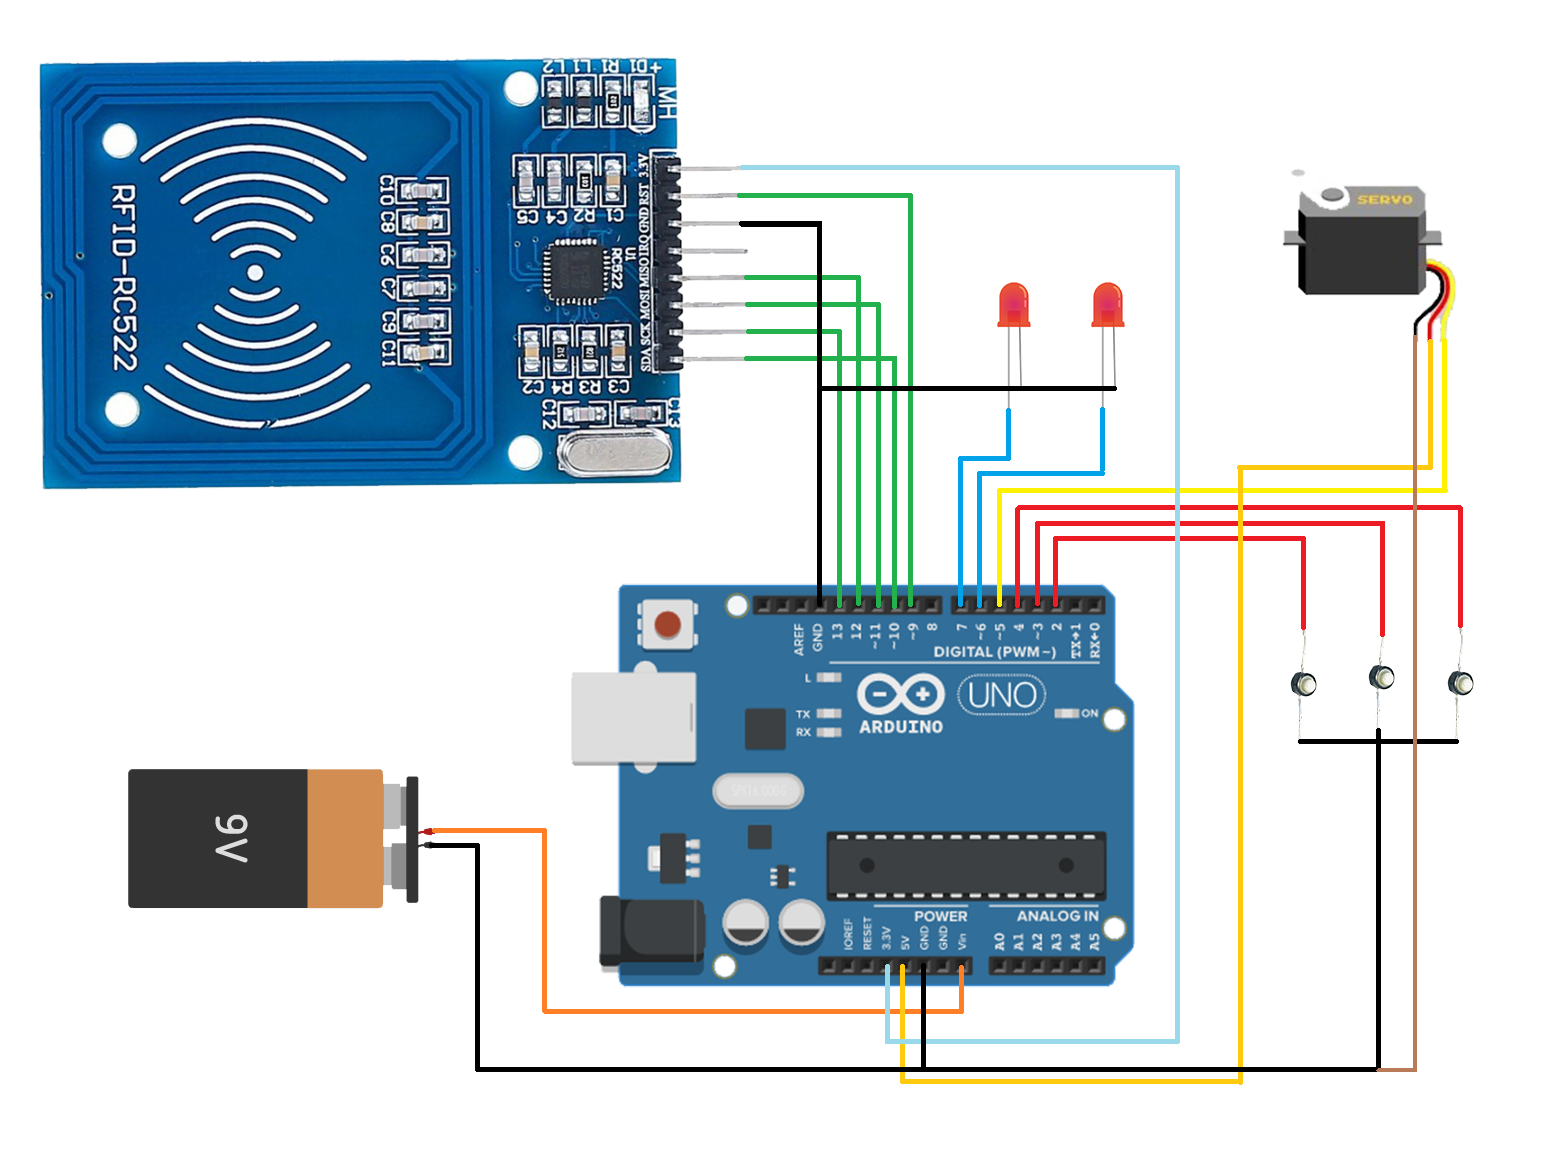 L2 L1 R1 +D1
MH
C5 C4 R2 C1
C10
C8
C6
C7
C9
C11
RFID-RC522
U1
RC522
3.3V
RST
GND
IRQ
MISO
MOSI
SCK
SDA
C2 R4 R3 C3
C12
SERVO
AREF
GND
13
12
~11
~10
~9
8
7
~6
~5
4
~3
2
TX→1
RX←0
DIGITAL (PWM~)
L
TX
RX
ARDUINO
UNO
ON
9V
POWER
ANALOG IN
IOREF
RESET
3.3V
5V
GND
GND
Vin
A0
A1
A2
A3
A4
A5